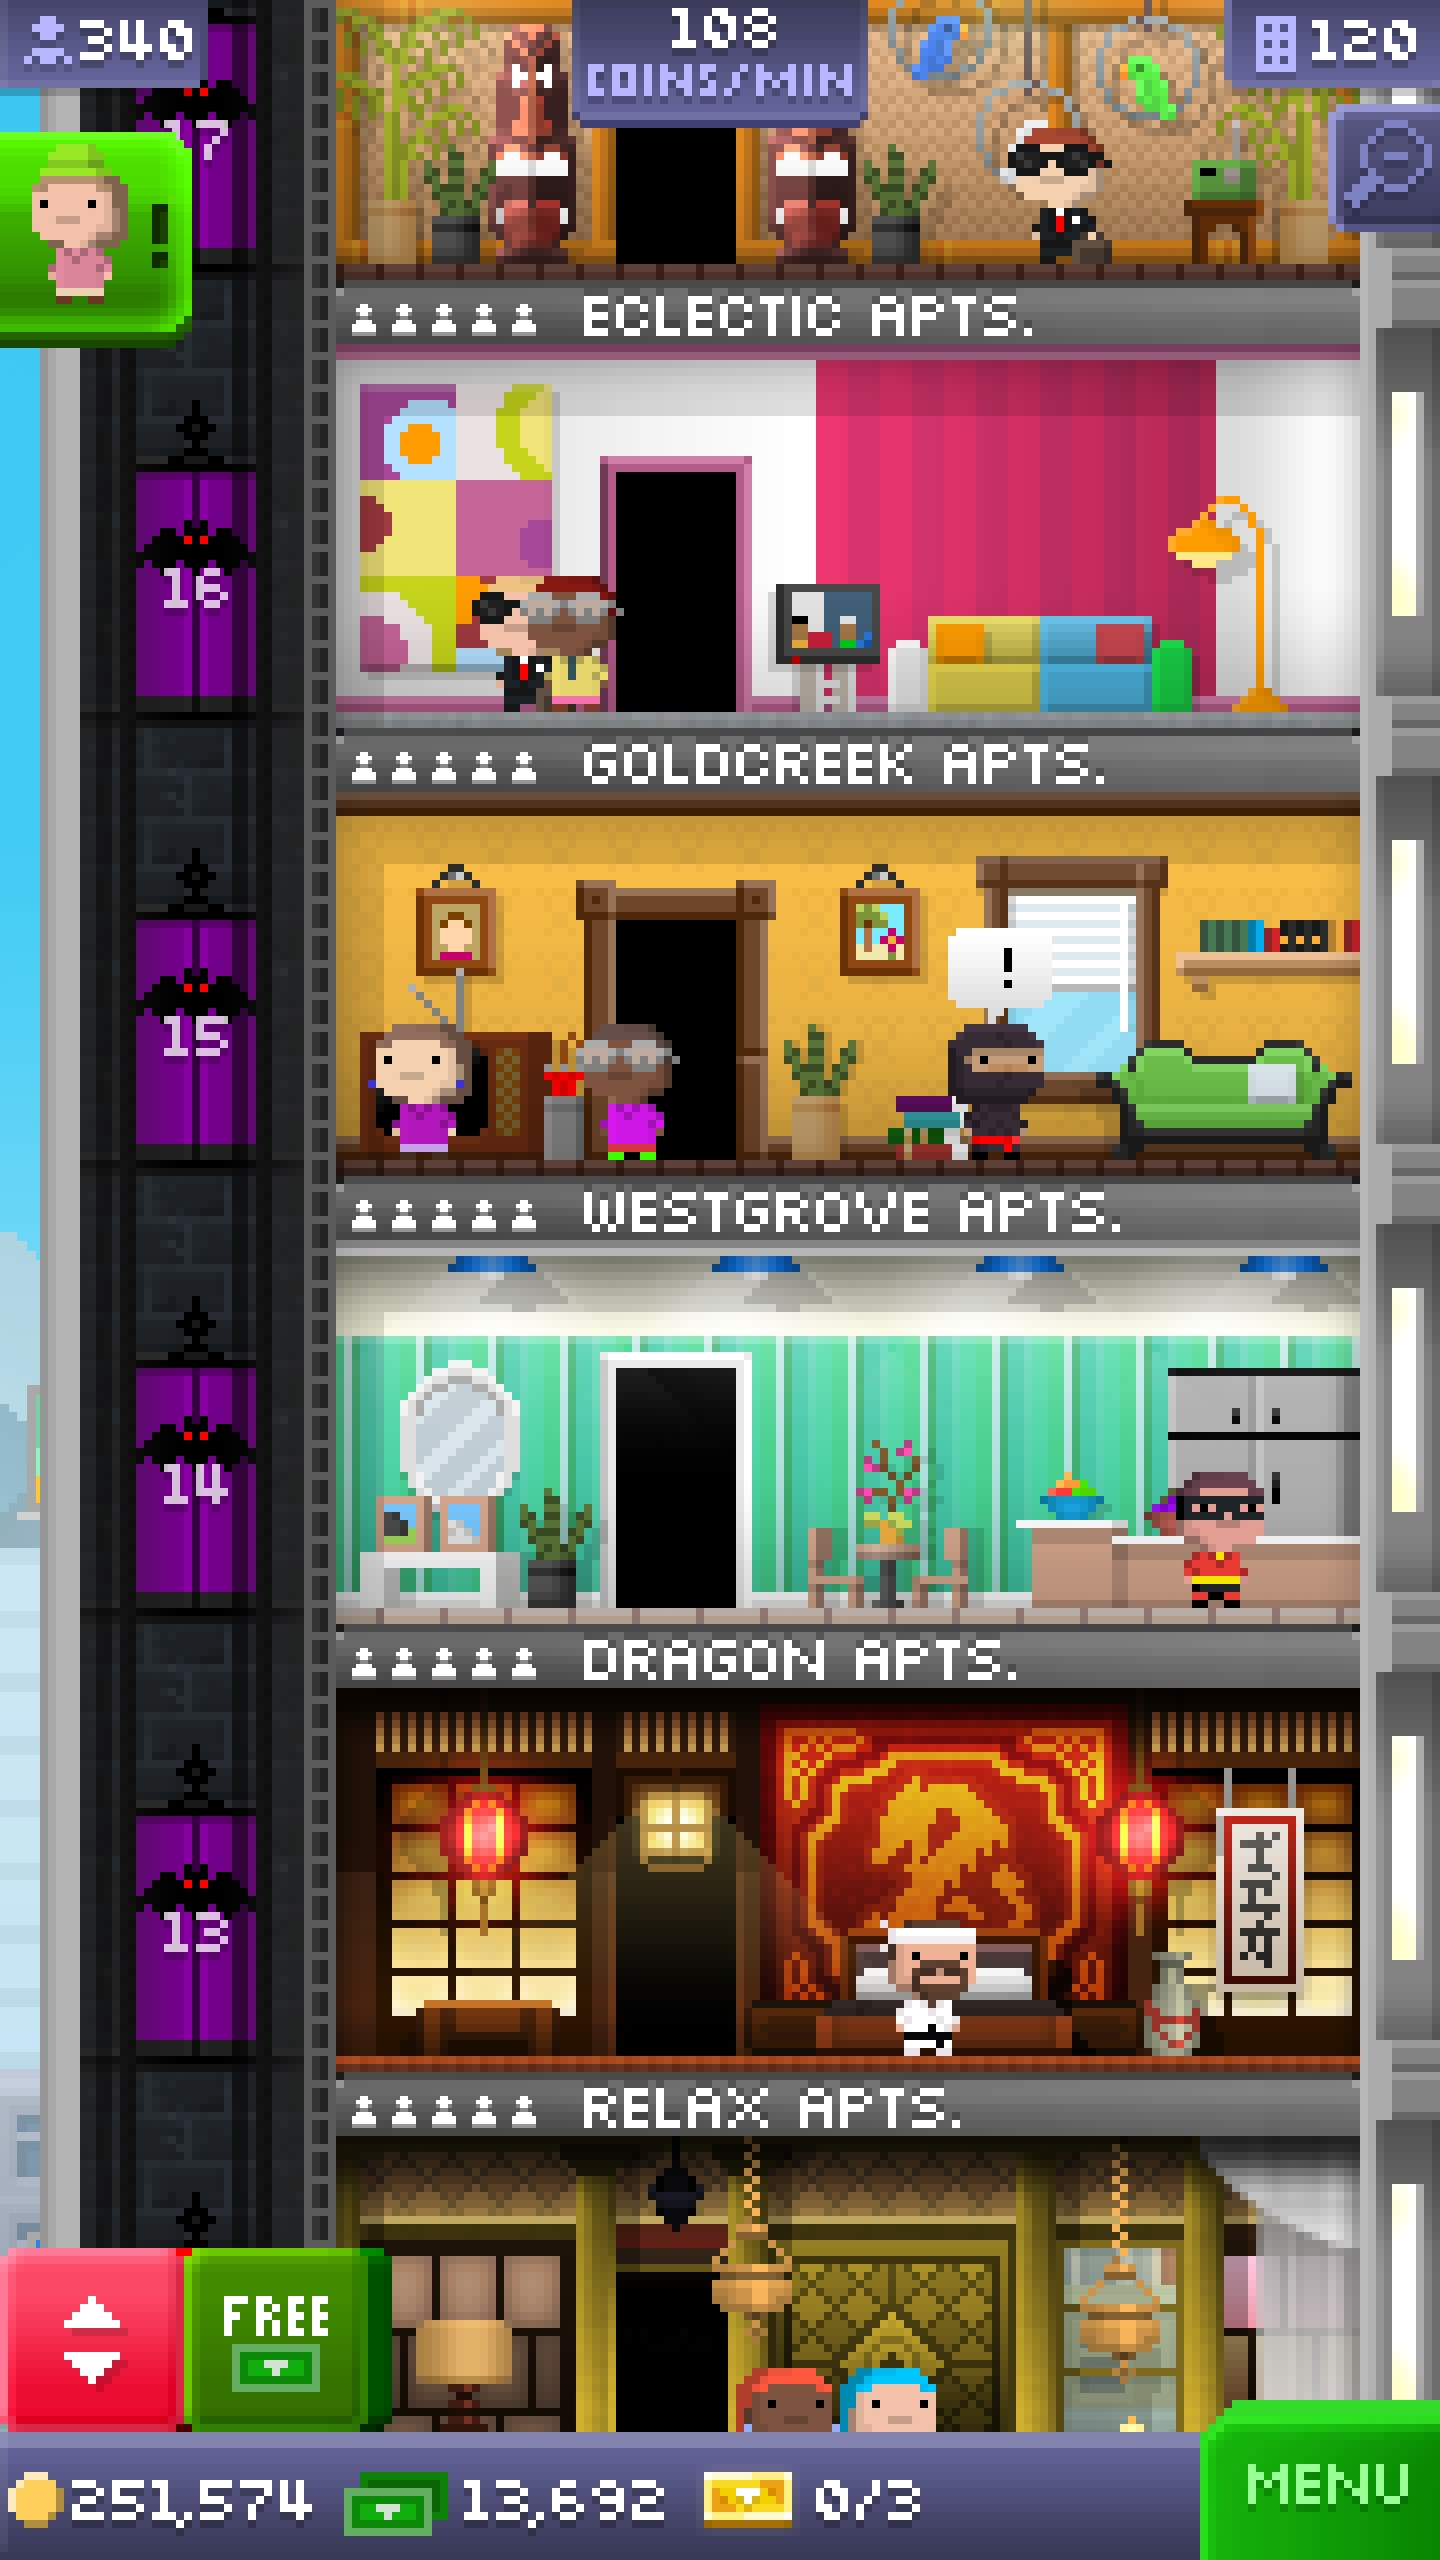 340
108
COINS/MIN
120
17
!
ECLECTIC APTS.
16
GOLDCREEK APTS.
!
15
WESTGROVE APTS.
14
DRAGON APTS.
13
RELAX APTS.
FREE
251,574
13,692
0/3
MENU